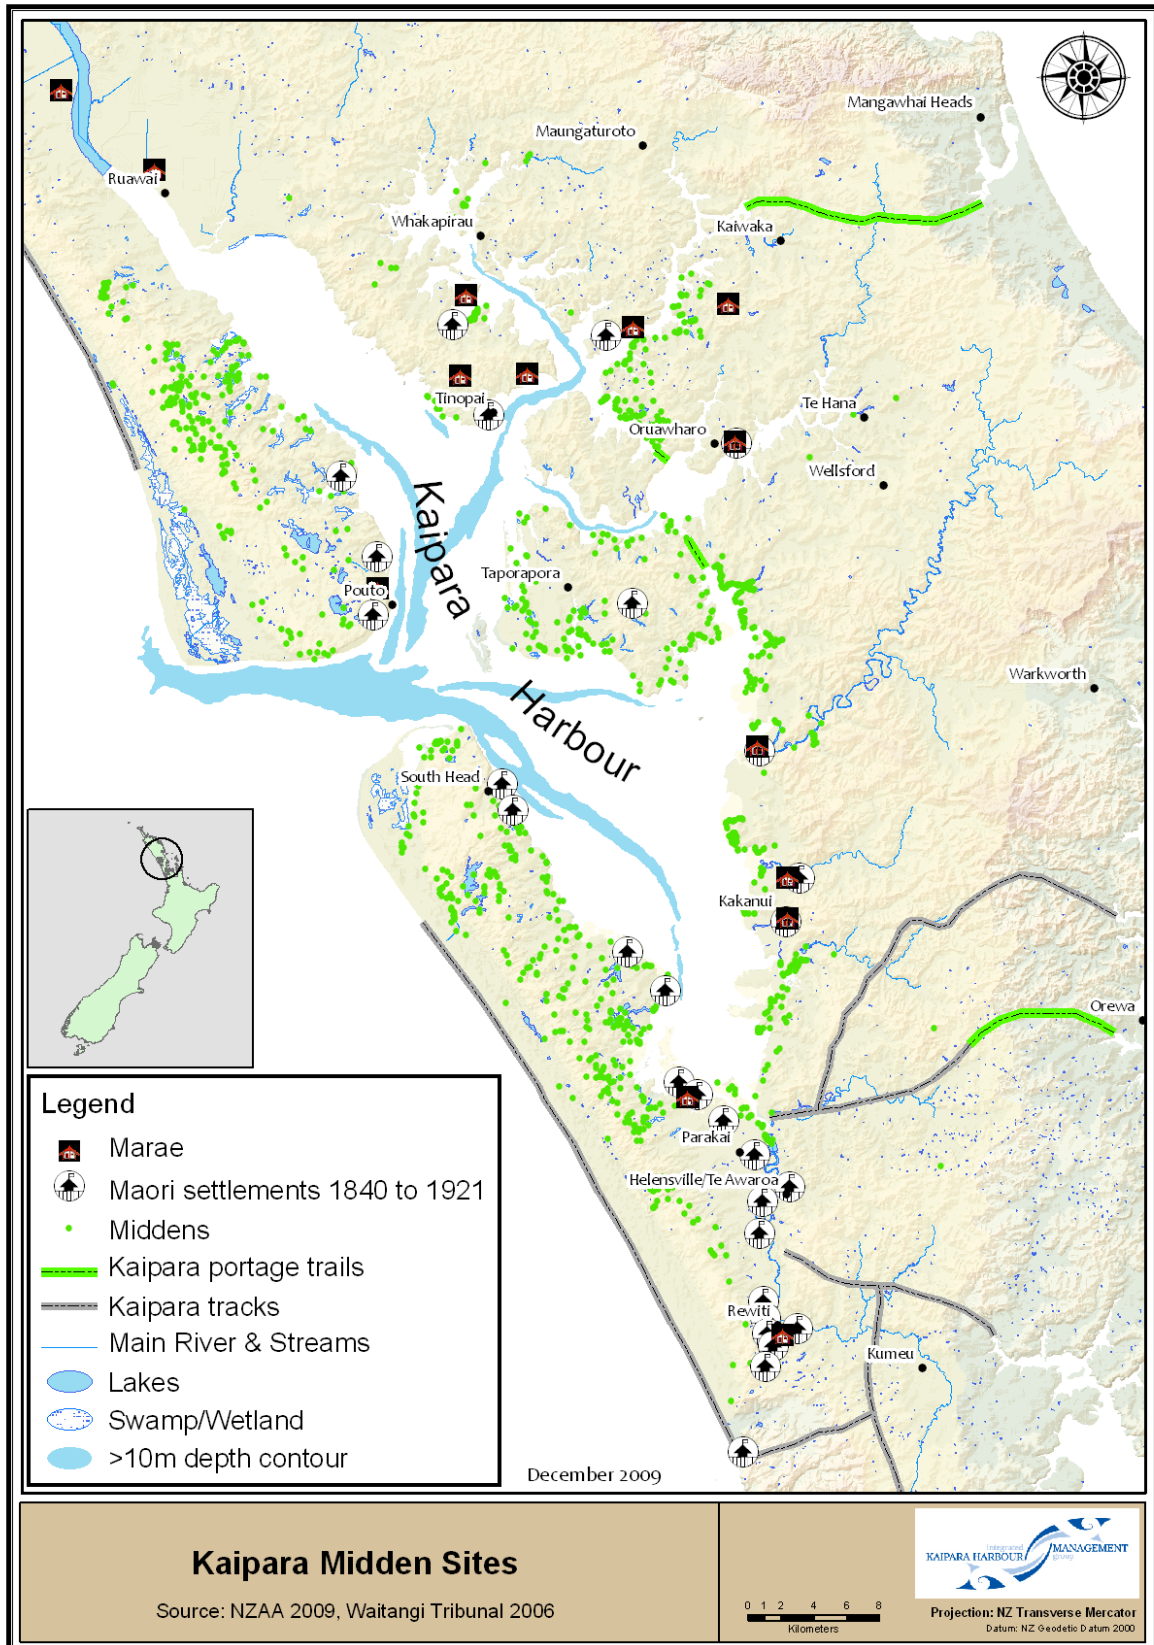 Mangawhai Heads
Maungaturoto
Ruawai
Whakapirau
Kaiwaka
Tinopai
Te Hana
Oruawharo
Wellsford
Kaipara
Taporapora
Pouto
Warkworth
Harbour
South Head
Kakanui
Orewa
Parakai
Helensville/Te Awaroa
Rewiti
Kumeu
Legend
Marae
Maori settlements 1840 to 1921
Middens
Kaipara portage trails
Kaipara tracks
Main River & Streams
Lakes
Swamp/Wetland
>10m depth contour
December 2009
Kaipara Midden Sites
Source: NZAA 2009, Waitangi Tribunal 2006
0 1 2 4 6 8
Kilometers
Integrated
KAIPARA HARBOUR MANAGEMENT
group
Projection: NZ Transverse Mercator
Datum: NZ Geodetic Datum 2000